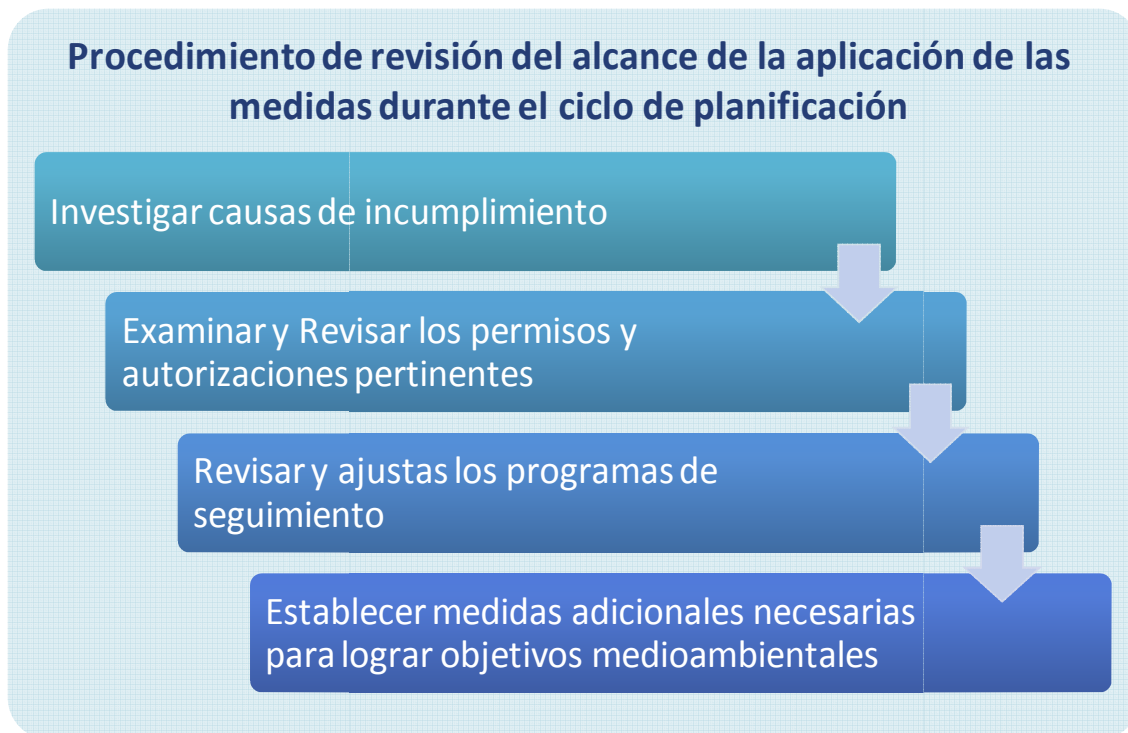 Procedimiento de revisión del alcance de la aplicación de las
medidas durante el ciclo de planificación
Investigar causas de incumplimiento
Examinar y Revisar los permisos y
autorizaciones pertinentes
Revisar y ajustas los programas de
seguimiento
Establecer medidas adicionales necesarias
para lograr objetivos medioambientales